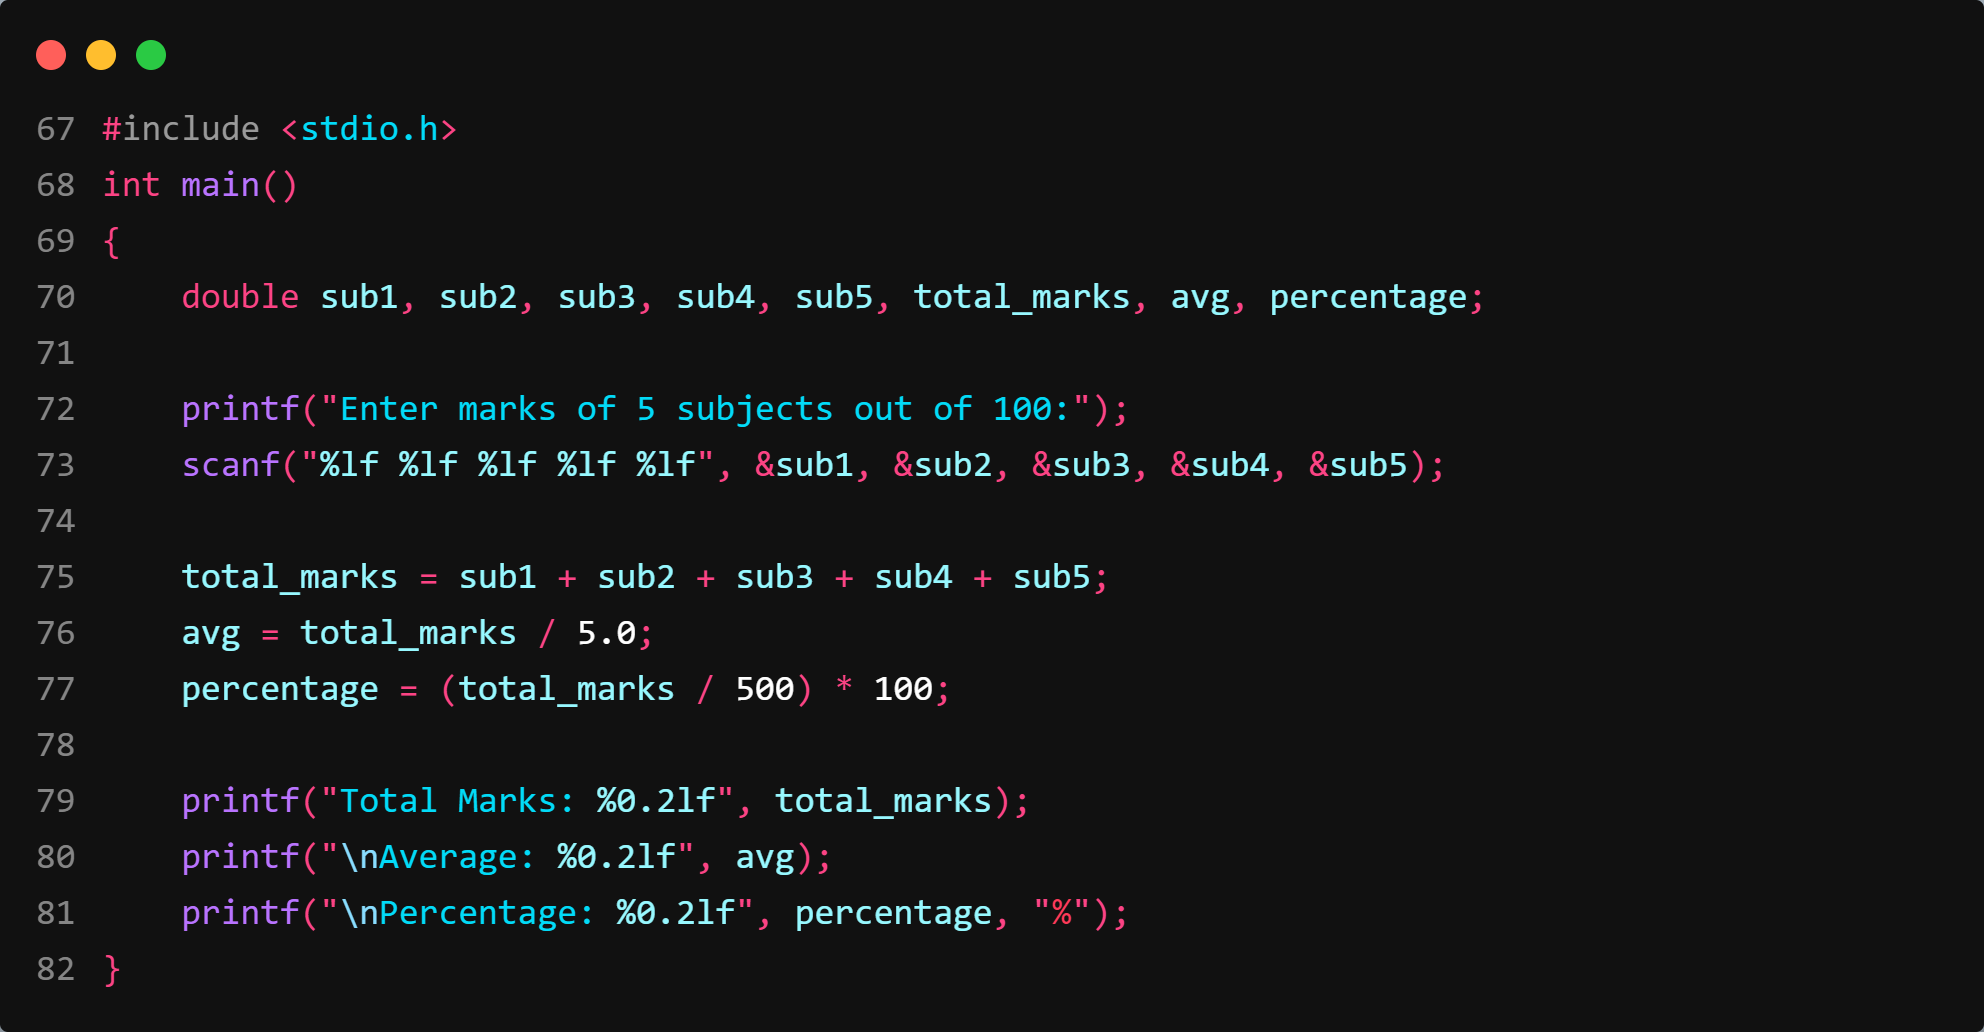 67 #include <stdio.h>
68 int main()
69 {
70     double sub1, sub2, sub3, sub4, sub5, total_marks, avg, percentage;
71
72     printf("Enter marks of 5 subjects out of 100:");
73     scanf("%lf %lf %lf %lf %lf", &sub1, &sub2, &sub3, &sub4, &sub5);
74
75     total_marks = sub1 + sub2 + sub3 + sub4 + sub5;
76     avg = total_marks / 5.0;
77     percentage = (total_marks / 500) * 100;
78
79     printf("Total Marks: %0.2lf", total_marks);
80     printf("\nAverage: %0.2lf", avg);
81     printf("\nPercentage: %0.2lf", percentage, "%");
82 }